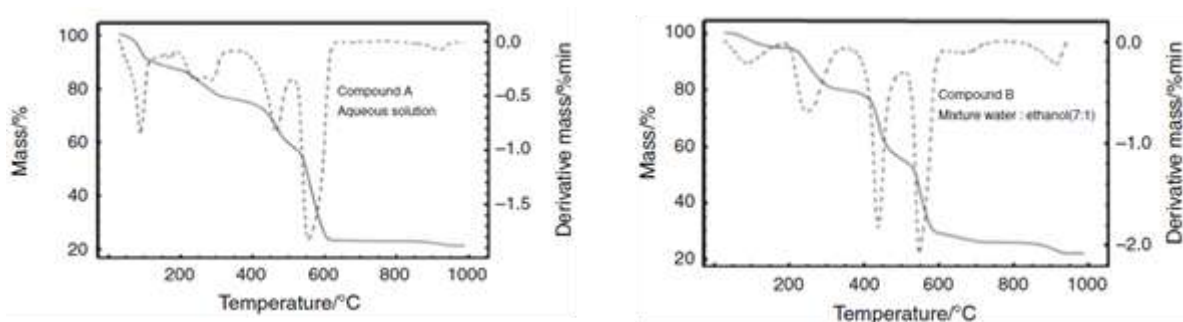 100
80
60
40
20
Mass/%
200
400
600
800
1000
Temperature/°C
0.0
−0.5
−1.0
−1.5
Derivative mass/%min
Compound A
Aqueous solution
100
80
60
40
20
Mass/%
0
200
400
600
800
1000
Temperature/°C
0.0
−1.0
−2.0
Derivative mass/%min
Compound B
Mixture water : ethanol(7:1)